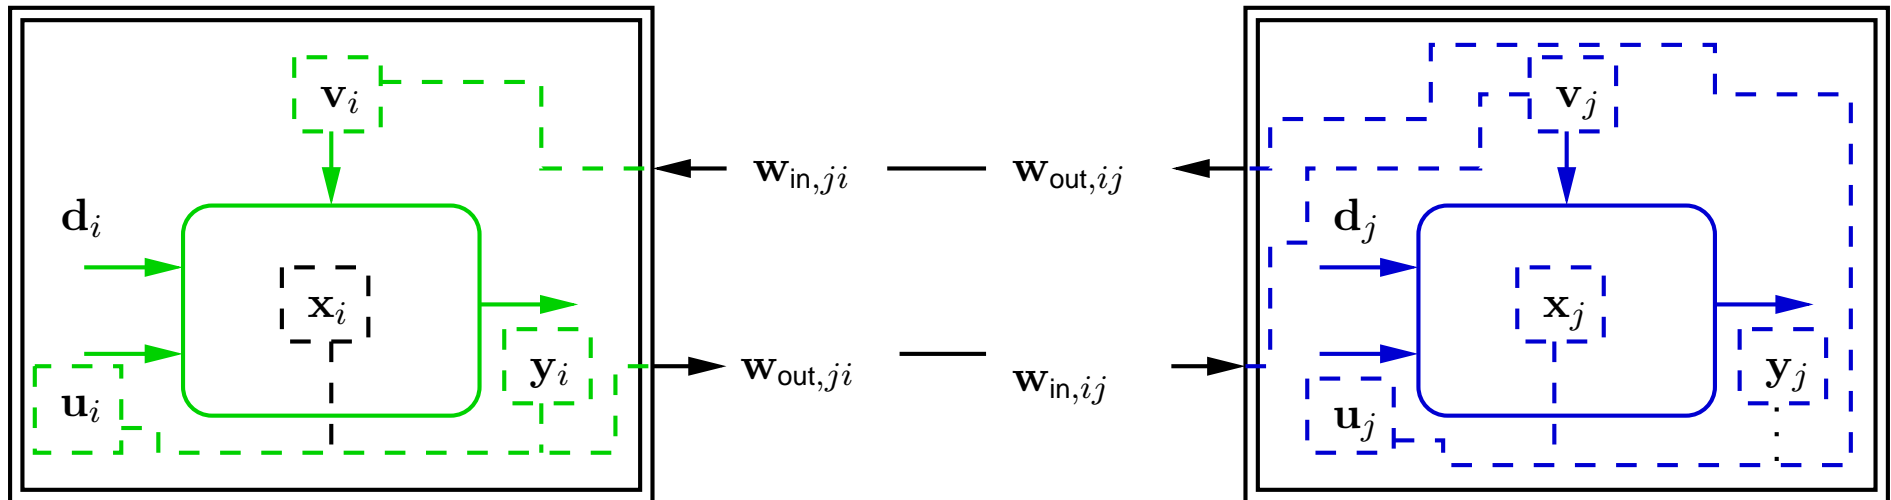 v_i
v_j
w_in,ji
w_out,ij
d_i
d_j
x_i
x_j
w_out,ji
w_in,ij
y_i
y_j
u_i
u_j